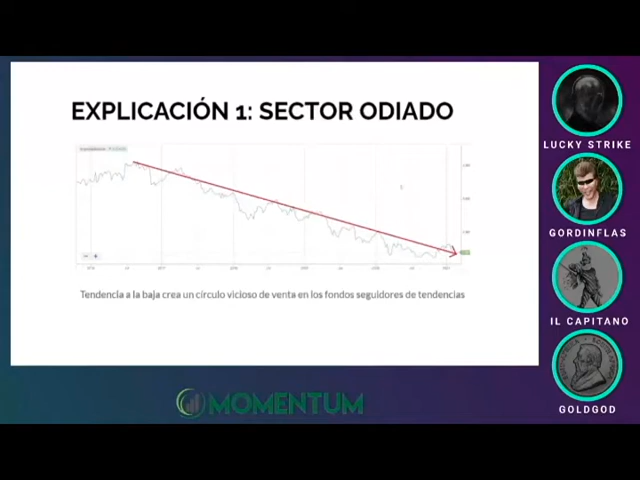 EXPLICACIÓN 1: SECTOR ODIADO
Tendencia a la baja crea un círculo vicioso de venta en los fondos seguidores de tendencias
LUCKY STRIKE
GORDINFLAS
IL CAPITANO
GOLDGOD
MOMENTUM